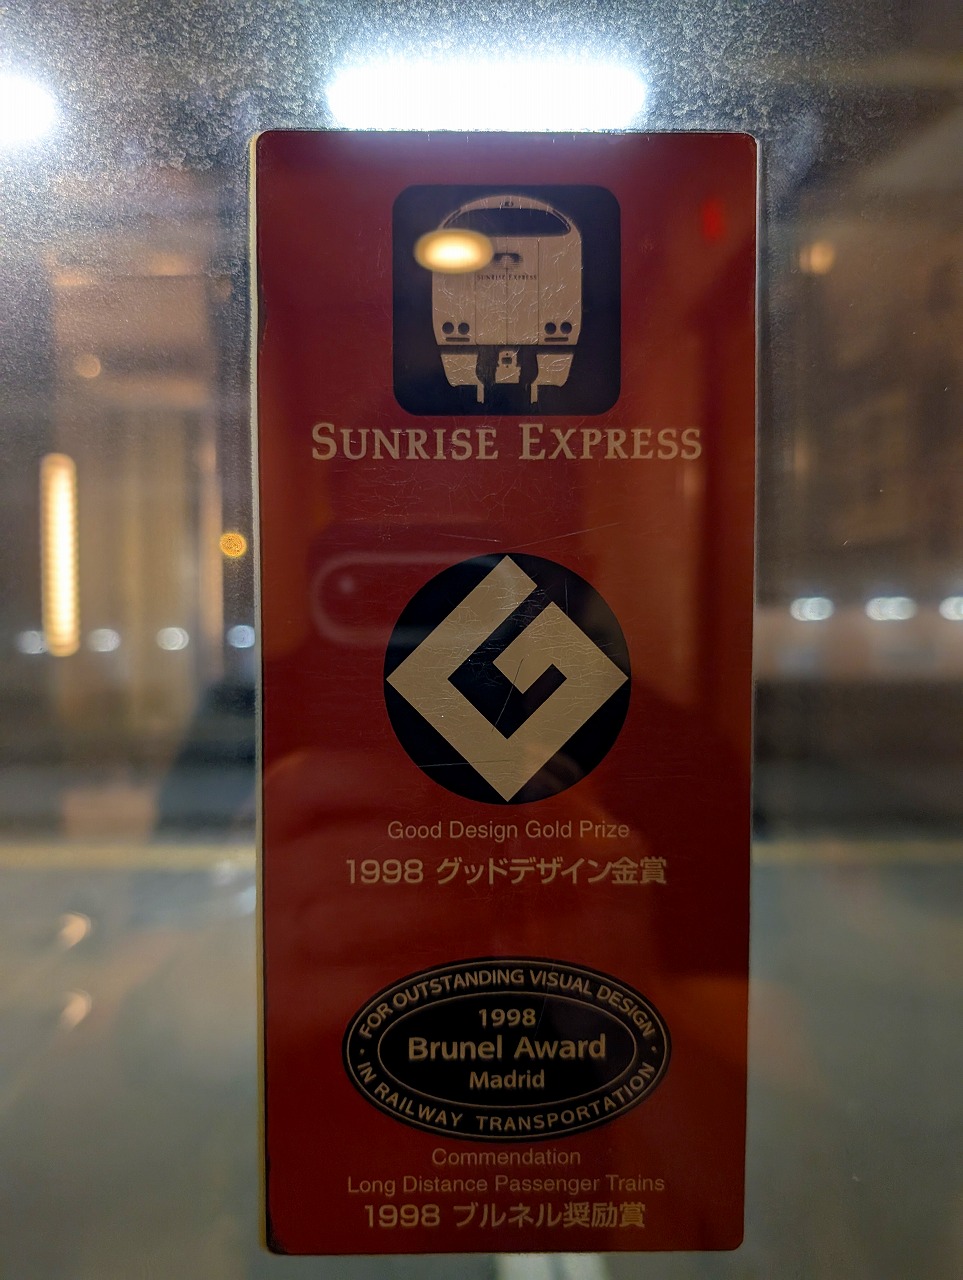 SUNRISE EXPRESS
SUNRISE EXPRESS
Good Design Gold Prize
1998 グッドデザイン金賞
FOR OUTSTANDING VISUAL DESIGN
1998
Brunel Award
Madrid
IN RAILWAY TRANSPORTATION
Commendation
Long Distance Passenger Trains
1998 ブルネル奨励賞